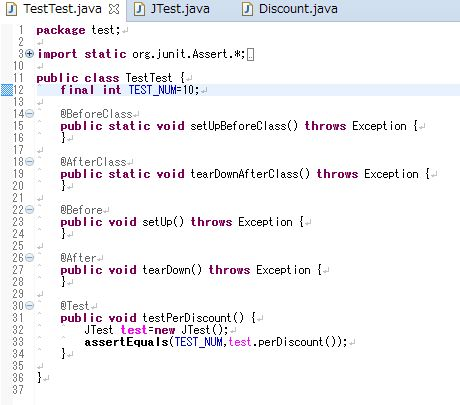 TestTest.java JTest.java Discount.java
1 package test;
2
3 import static org.junit.Assert.*;
10
11 public class TestTest {
12 final int TEST_NUM=10;
13
14 @BeforeClass
15 public static void setUpBeforeClass() throws Exception {
16 }
17
18 @AfterClass
19 public static void tearDownAfterClass() throws Exception {
20 }
21
22 @Before
23 public void setUp() throws Exception {
24 }
25
26 @After
27 public void tearDown() throws Exception {
28 }
29
30 @Test
31 public void testPerDiscount() {
32 JTest test=new JTest();
33 assertEquals(TEST_NUM,test.perDiscount());
34 }
35
36 }
37